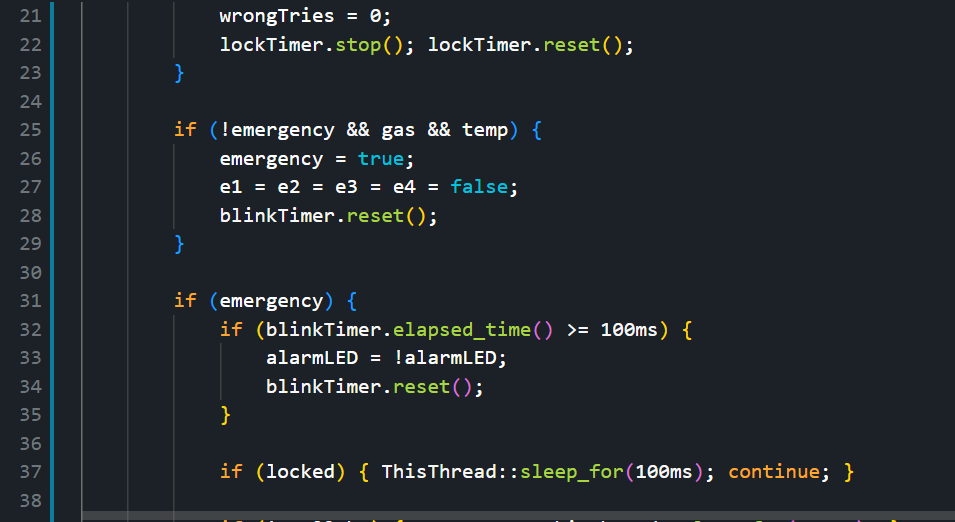 21 wrongTries = 0;
22 lockTimer.stop(); lockTimer.reset();
23 }
24
25 if (!emergency && gas && temp) {
26 emergency = true;
27 e1 = e2 = e3 = e4 = false;
28 blinkTimer.reset();
29 }
30
31 if (emergency) {
32 if (blinkTimer.elapsed_time() >= 100ms) {
33 alarmLED = !alarmLED;
34 blinkTimer.reset();
35 }
36
37 if (locked) { ThisThread::sleep_for(100ms); continue; }
38